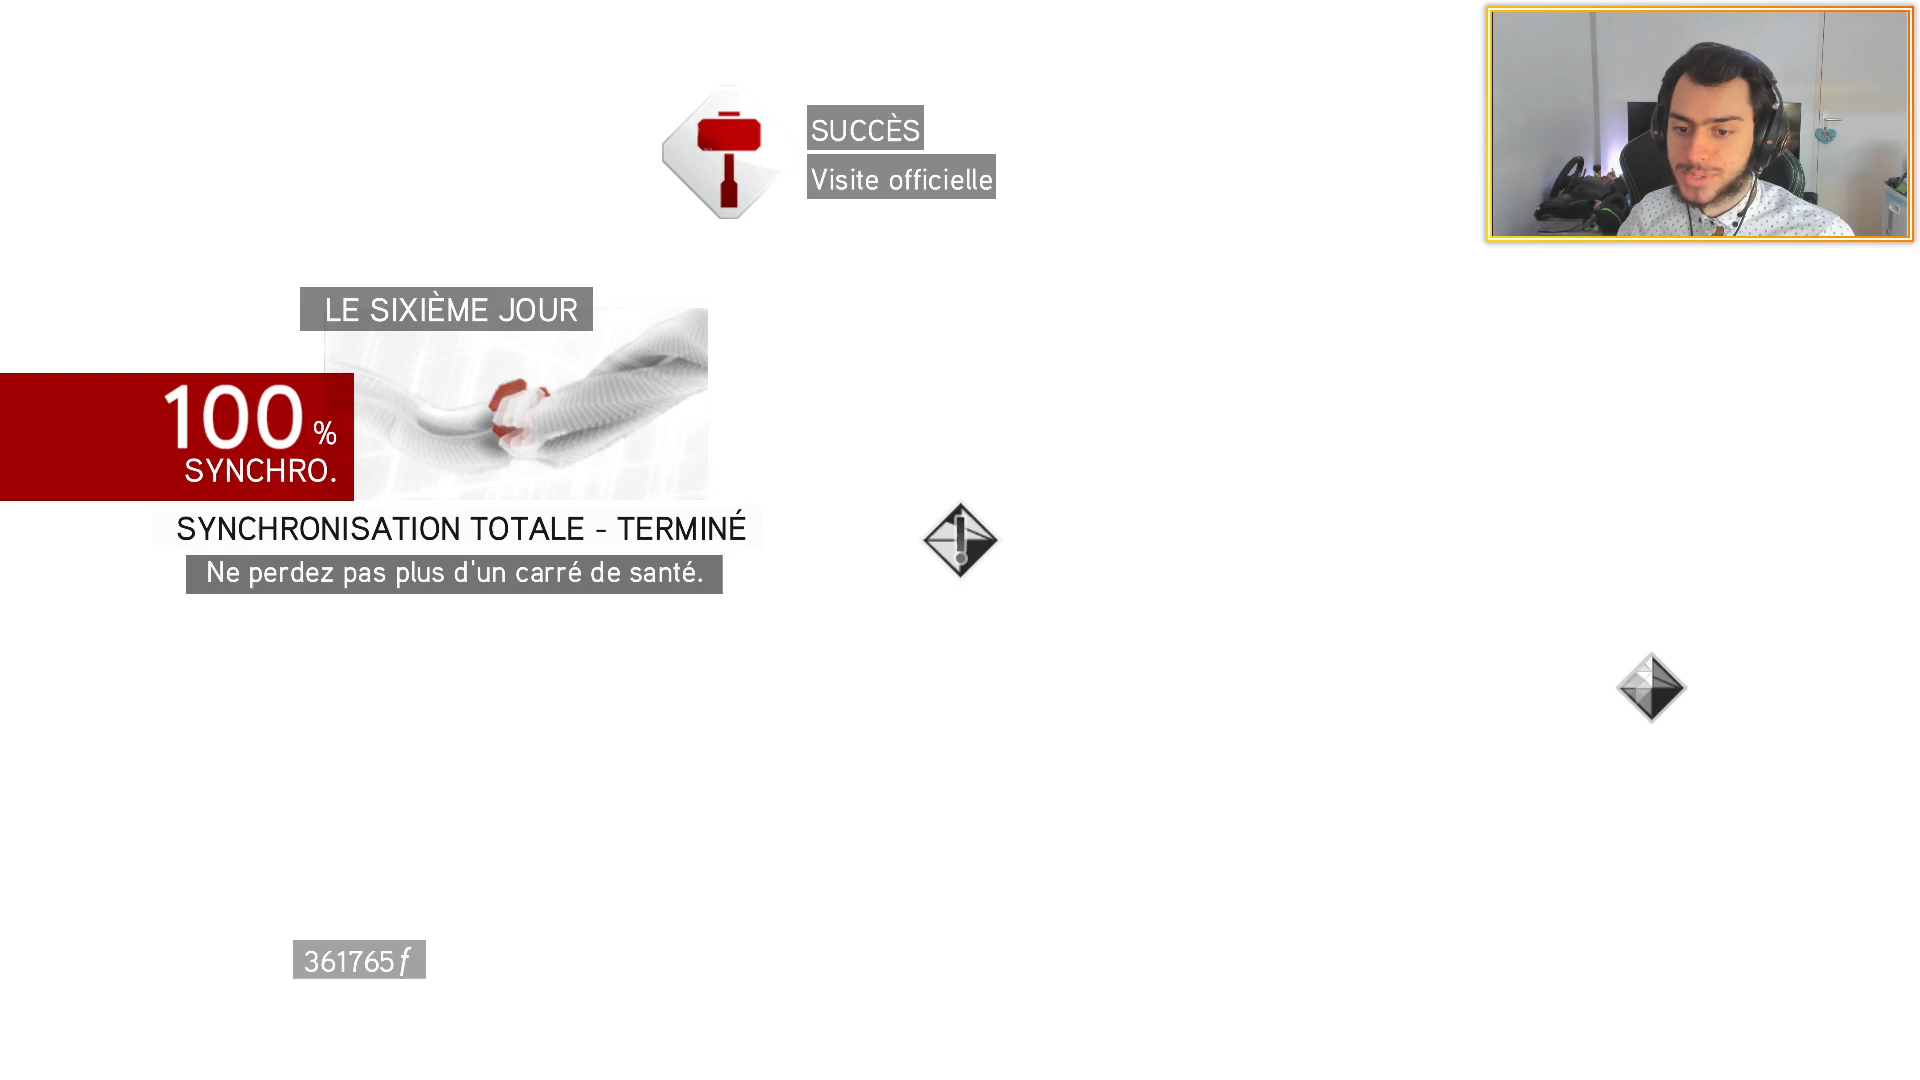 SUCCÈS
Visite officielle
LE SIXIÈME JOUR
100 %
SYNCHRO.
SYNCHRONISATION TOTALE - TERMINÉ
Ne perdez pas plus d'un carré de santé.
361765 ƒ